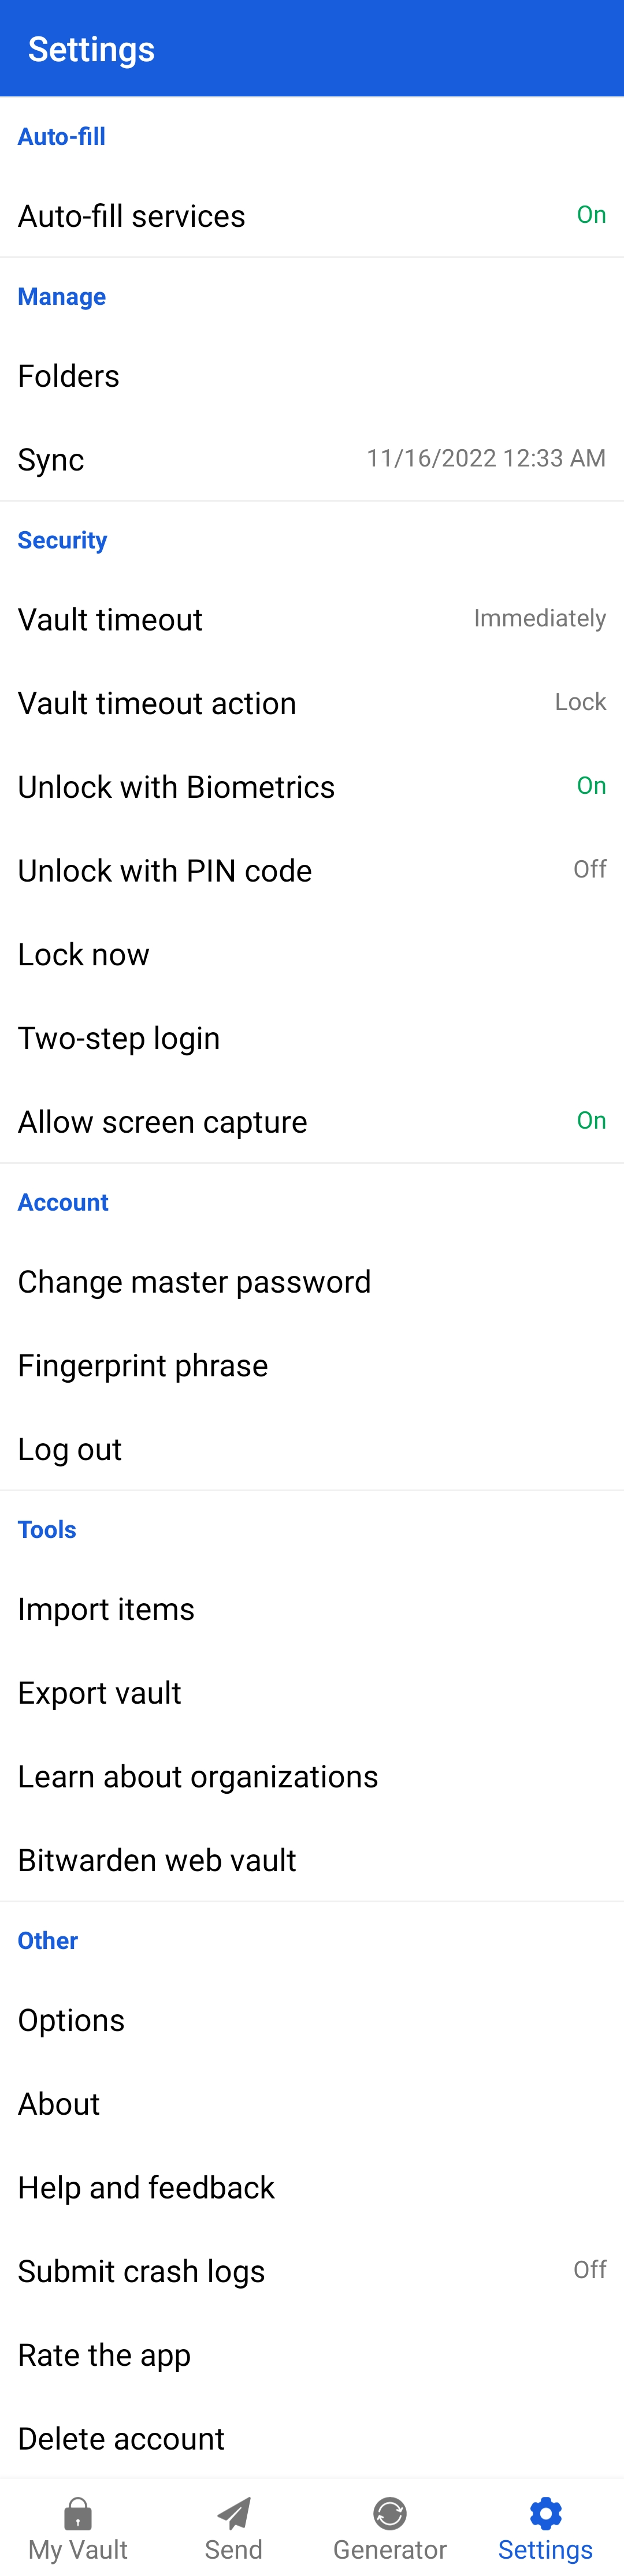 Settings
Auto-fill
Auto-fill services On
Manage
Folders
Sync 11/16/2022 12:33 AM
Security
Vault timeout Immediately
Vault timeout action Lock
Unlock with Biometrics On
Unlock with PIN code Off
Lock now
Two-step login
Allow screen capture On
Account
Change master password
Fingerprint phrase
Log out
Tools
Import items
Export vault
Learn about organizations
Bitwarden web vault
Other
Options
About
Help and feedback
Submit crash logs Off
Rate the app
Delete account
My Vault Send Generator Settings